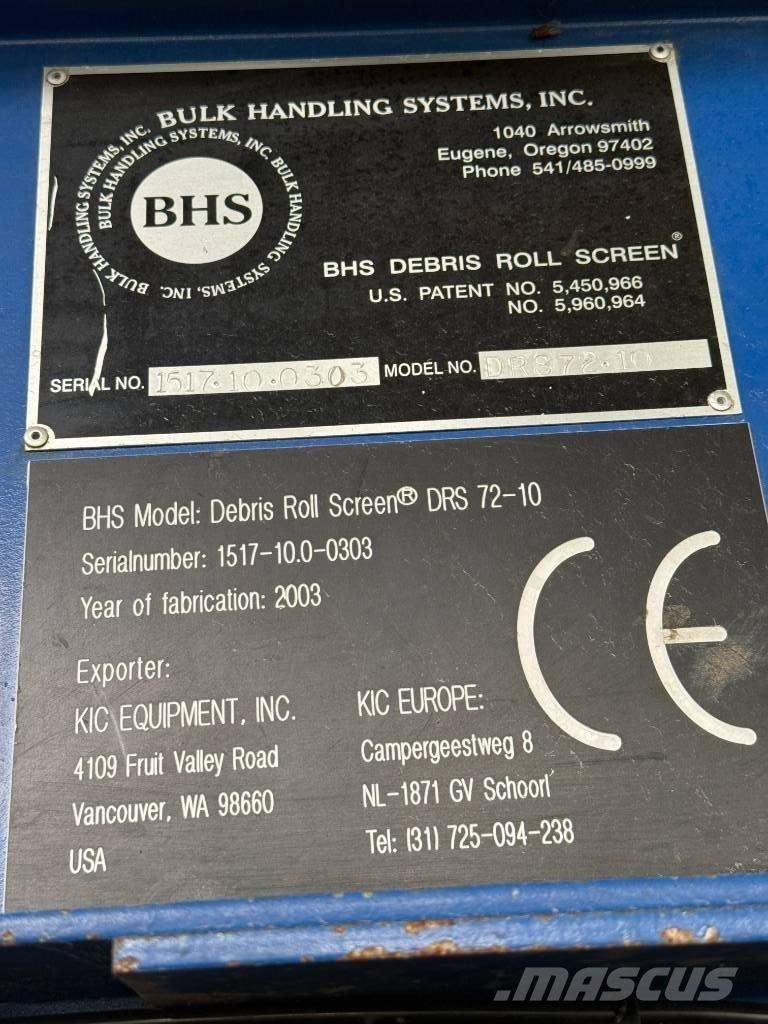 BULK HANDLING SYSTEMS, INC.
BULK HANDLING SYSTEMS, INC. BULK HANDLING SYSTEMS, INC. BULK HANDLING SYSTEMS, INC.
BHS
1040 Arrowsmith
Eugene, Oregon 97402
Phone 541/485-0999
BHS DEBRIS ROLL SCREEN®
U.S. PATENT NO. 5,450,966
NO. 5,960,964
SERIAL NO. 1517·10.0303 MODEL NO. DRS72·10
BHS Model: Debris Roll Screen® DRS 72-10
Serialnumber: 1517-10.0-0303
Year of fabrication: 2003
CE
Exporter:
KIC EQUIPMENT, INC.
4109 Fruit Valley Road
Vancouver, WA 98660
USA
KIC EUROPE:
Campergeestweg 8
NL-1871 GV Schoorl
Tel: (31) 725-094-238
MASCUS